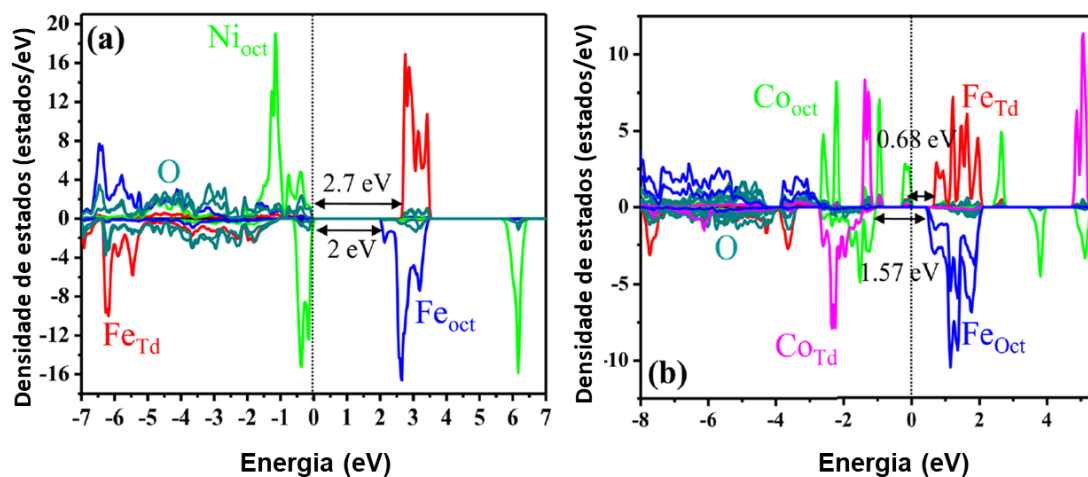 (a)
Densidade de estados (estados/eV)
20
16
12
8
4
0
-4
-8
-12
-16
Ni_oct
O
2.7 eV
2 eV
Fe_Td
Fe_oct
-7 -6 -5 -4 -3 -2 -1 0 1 2 3 4 5 6 7
Energia (eV)
Densidade de estados (estados/eV)
10
5
0
-5
-10
Co_oct
Fe_Td
0.68 eV
O
1.57 eV
Co_Td
Fe_Oct
(b)
-8 -6 -4 -2 0 2 4
Energia (eV)